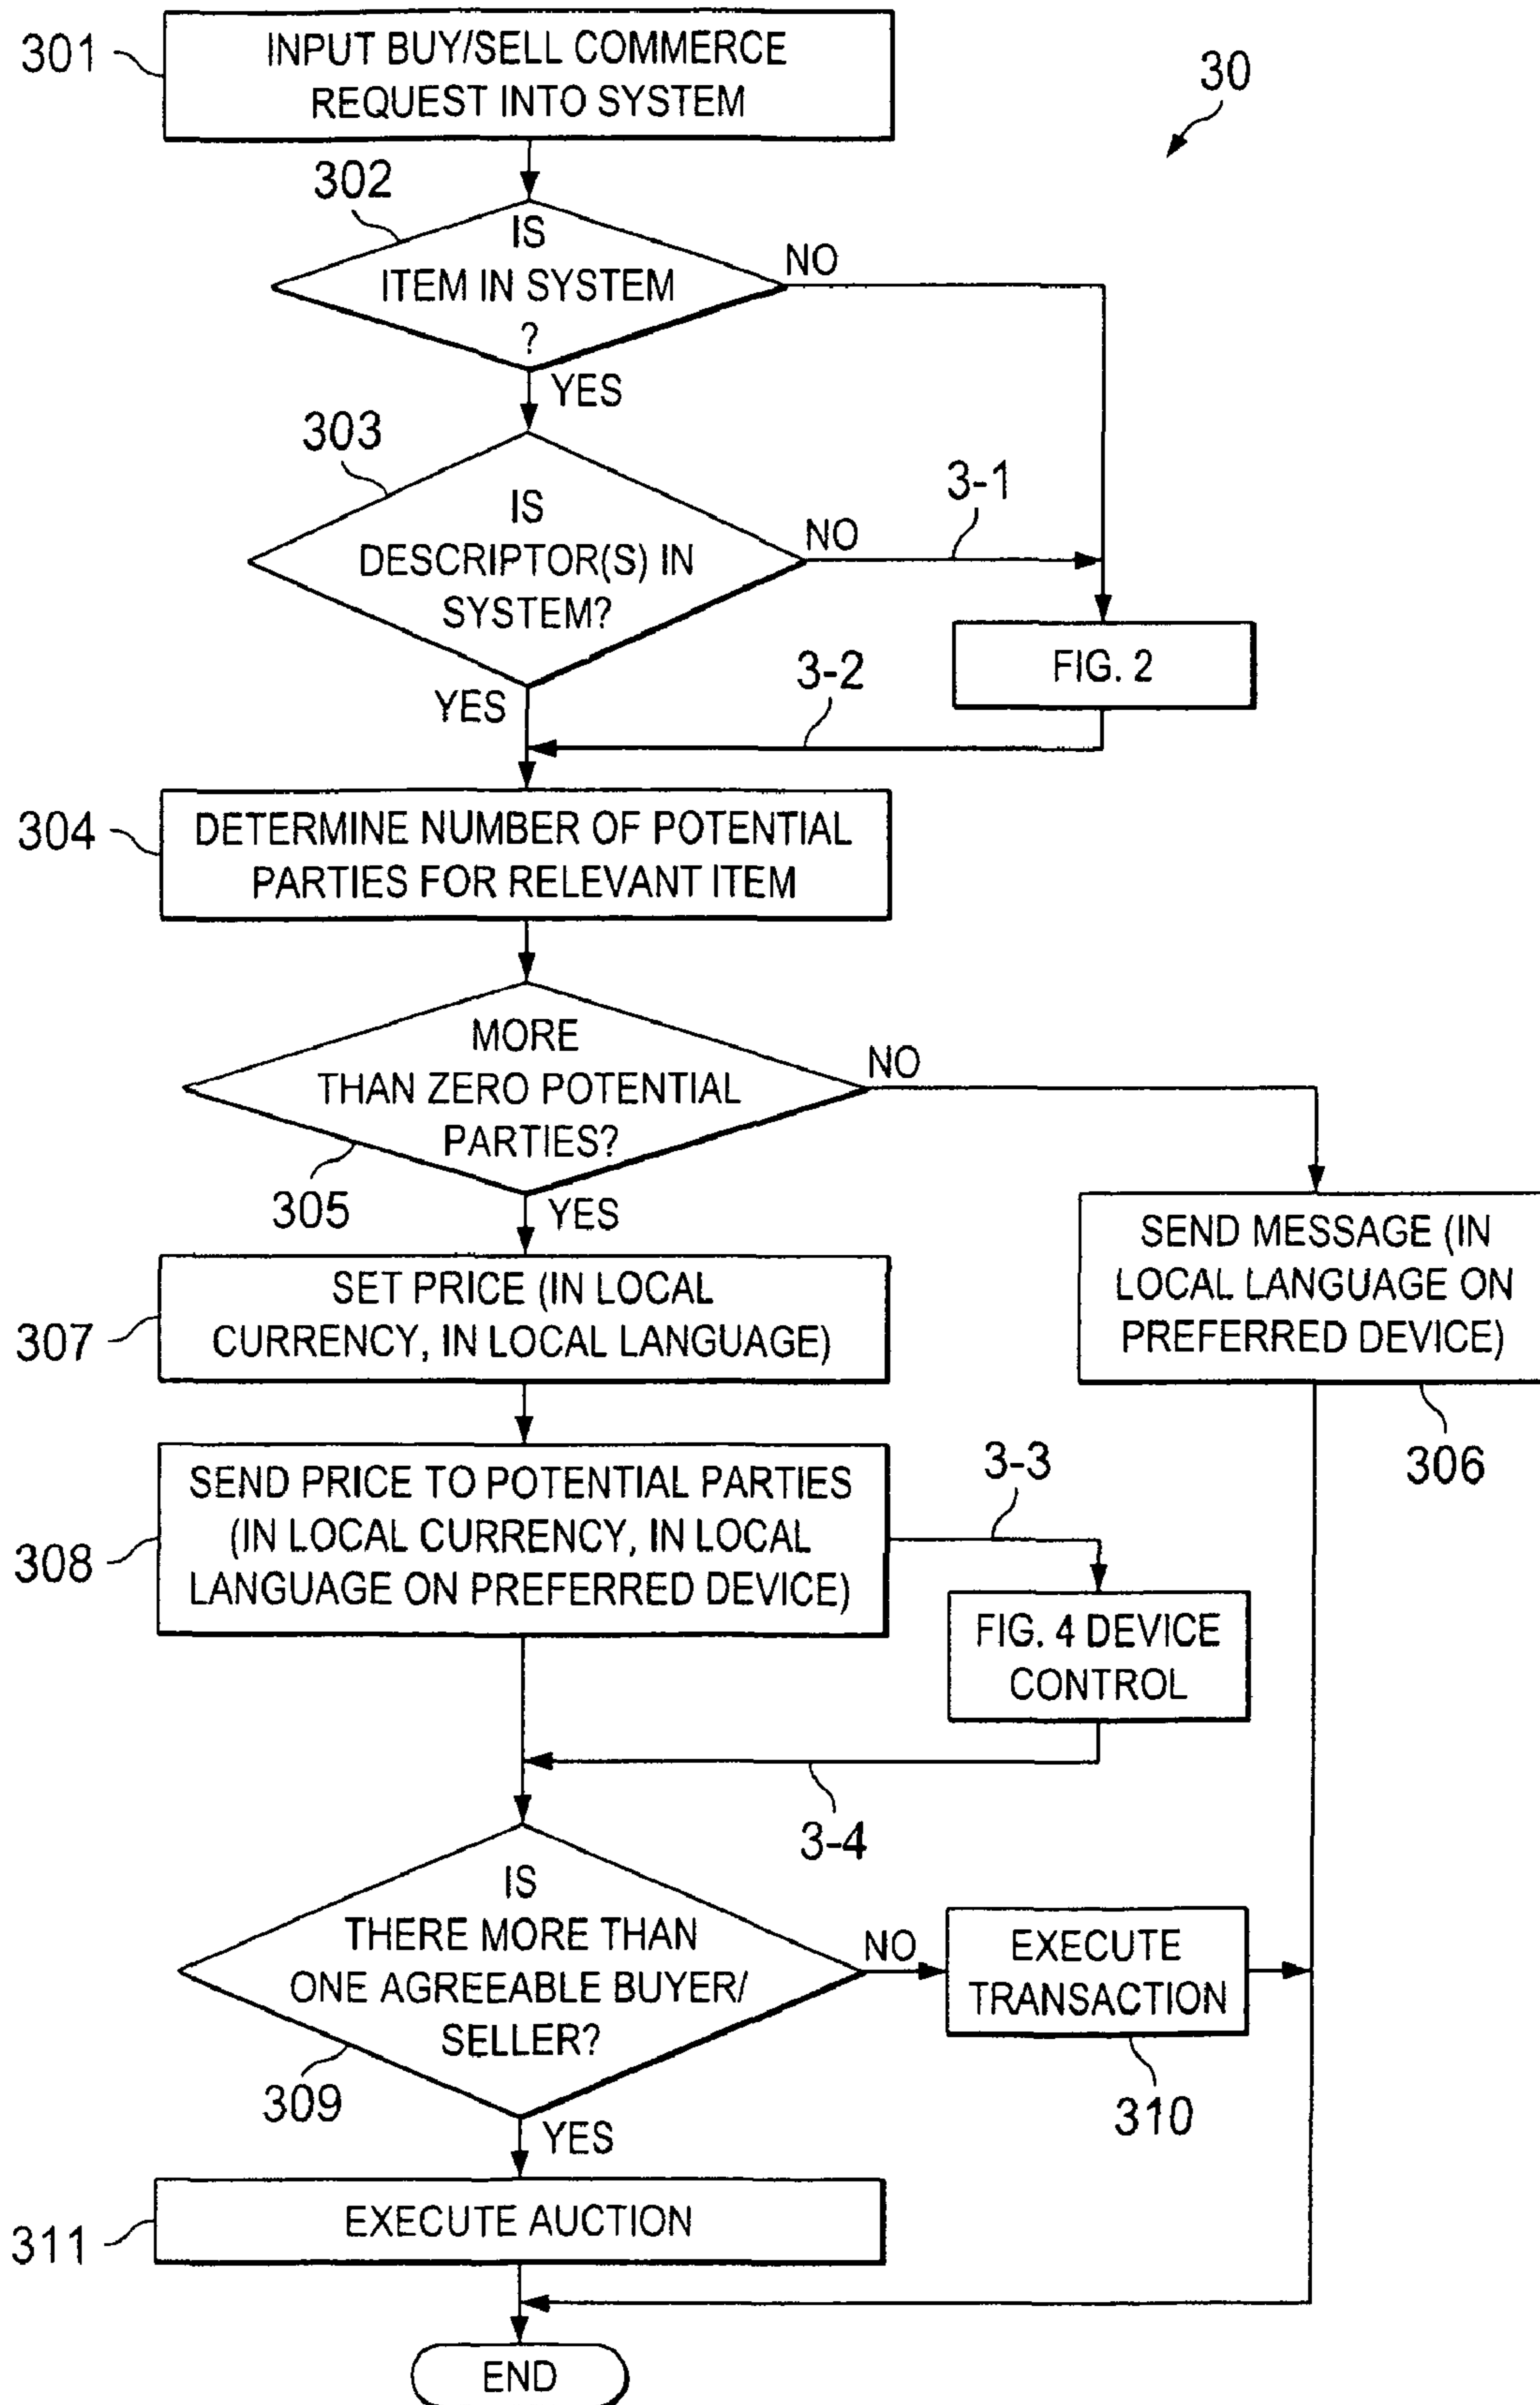 301
INPUT BUY/SELL COMMERCE
REQUEST INTO SYSTEM
30
302
IS
ITEM IN SYSTEM
?
NO
YES
303
IS
DESCRIPTOR(S) IN
SYSTEM?
NO
3-1
FIG. 2
YES
3-2
304
DETERMINE NUMBER OF POTENTIAL
PARTIES FOR RELEVANT ITEM
MORE
THAN ZERO POTENTIAL
PARTIES?
NO
305
YES
SEND MESSAGE (IN
LOCAL LANGUAGE ON
PREFERRED DEVICE)
306
307
SET PRICE (IN LOCAL
CURRENCY, IN LOCAL LANGUAGE)
308
SEND PRICE TO POTENTIAL PARTIES
(IN LOCAL CURRENCY, IN LOCAL
LANGUAGE ON PREFERRED DEVICE)
3-3
FIG. 4 DEVICE
CONTROL
3-4
IS
THERE MORE THAN
ONE AGREEABLE BUYER/
SELLER?
NO
EXECUTE
TRANSACTION
309
310
YES
311
EXECUTE AUCTION
END